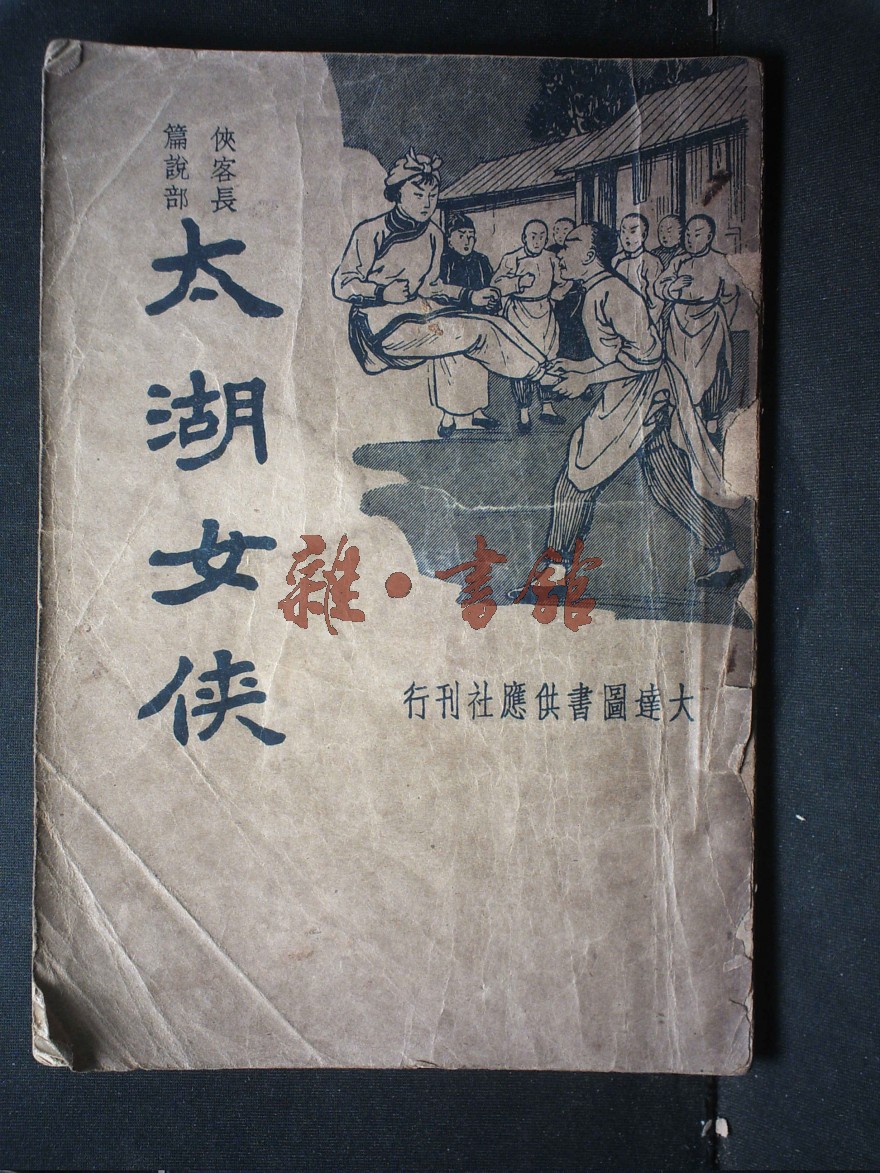 俠客長
篇說部
太湖女侠
大達圖書供應社刊行
雜·書館